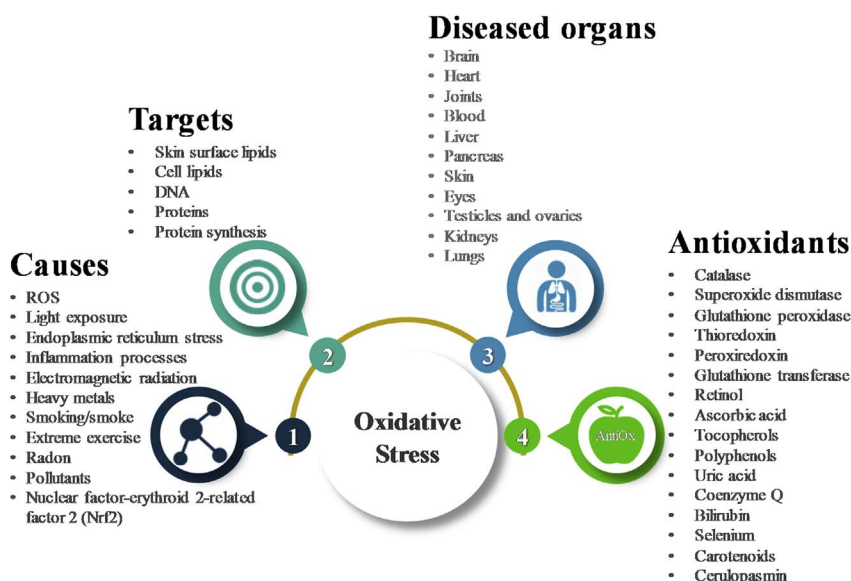 Causes
• ROS
• Light exposure
• Endoplasmic reticulum stress
• Inflammation processes
• Electromagnetic radiation
• Heavy metals
• Smoking/smoke
• Extreme exercise
• Radon
• Pollutants
• Nuclear factor-erythroid 2-related
factor 2 (Nrf2)
1
Targets
• Skin surface lipids
• Cell lipids
• DNA
• Proteins
• Protein synthesis
2
Diseased organs
• Brain
• Heart
• Joints
• Blood
• Liver
• Pancreas
• Skin
• Eyes
• Testicles and ovaries
• Kidneys
• Lungs
3
Antioxidants
• Catalase
• Superoxide dismutase
• Glutathione peroxidase
• Thioredoxin
• Peroxiredoxin
• Glutathione transferase
• Retinol
• Ascorbic acid
• Tocopherols
• Polyphenols
• Uric acid
• Coenzyme Q
• Bilirubin
• Selenium
• Carotenoids
• Cerulopasmin
4
AntiOx
Oxidative
Stress